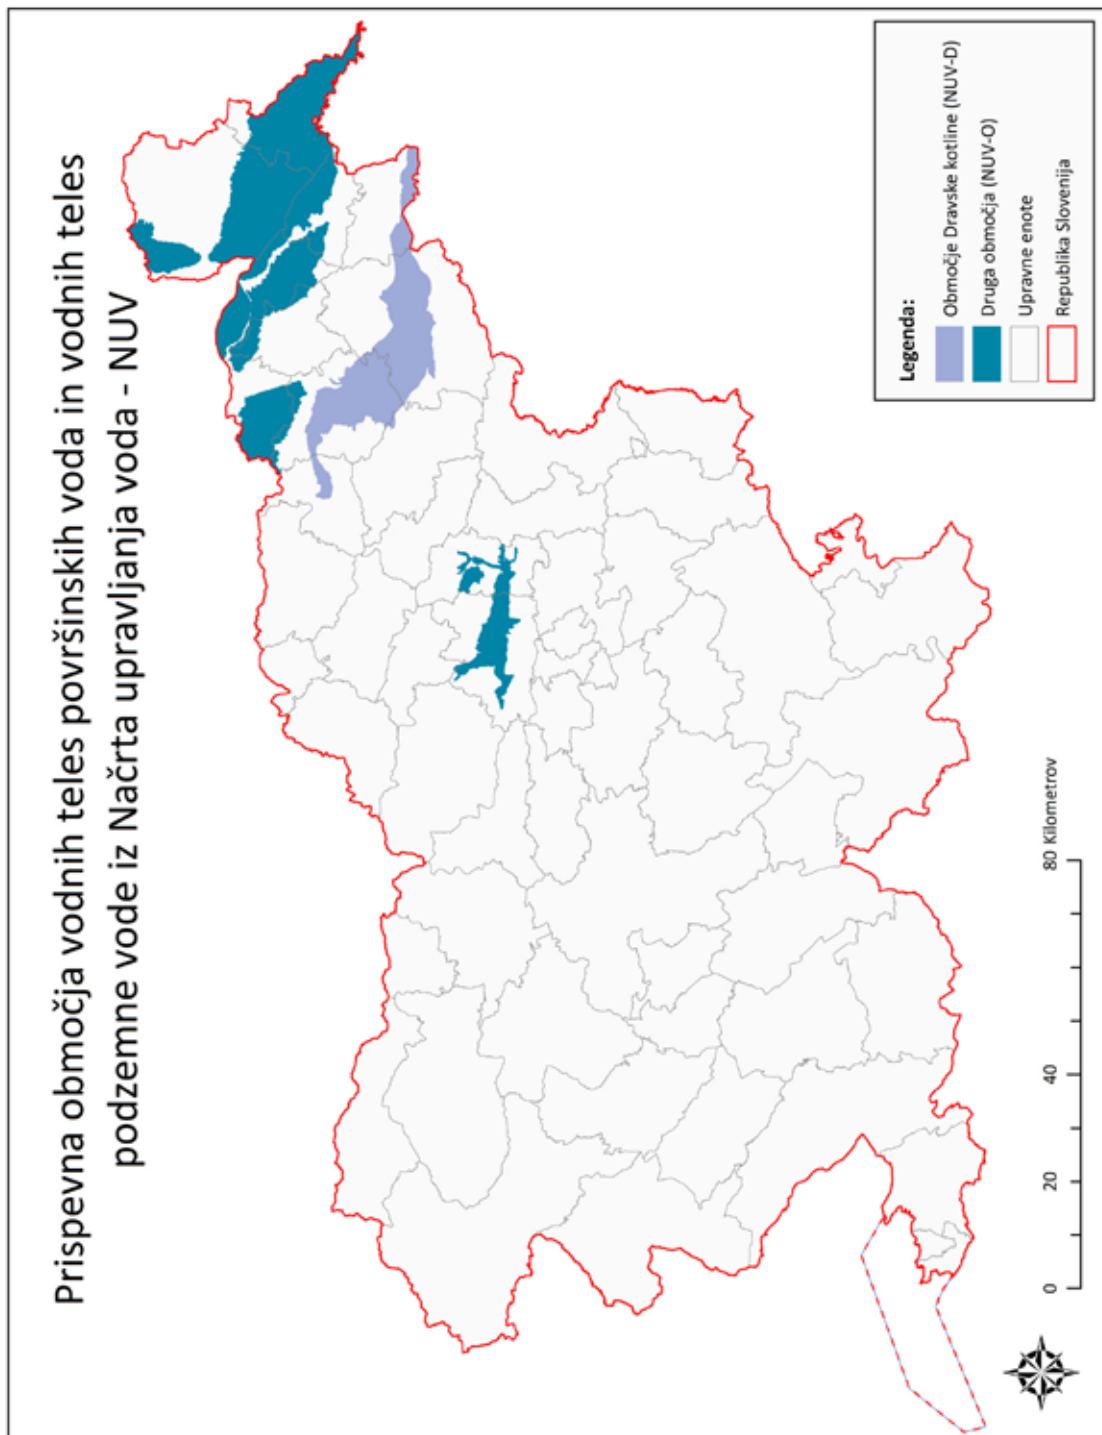 Prispevna območja vodnih teles površinskih voda in vodnih teles
podzemne vode iz Načrta upravljanja voda - NUV
Legenda:
Območje Dravske kotline (NUV-D)
Druga območja (NUV-O)
Upravne enote
Republika Slovenija
0 20 40 80 Kilometrov